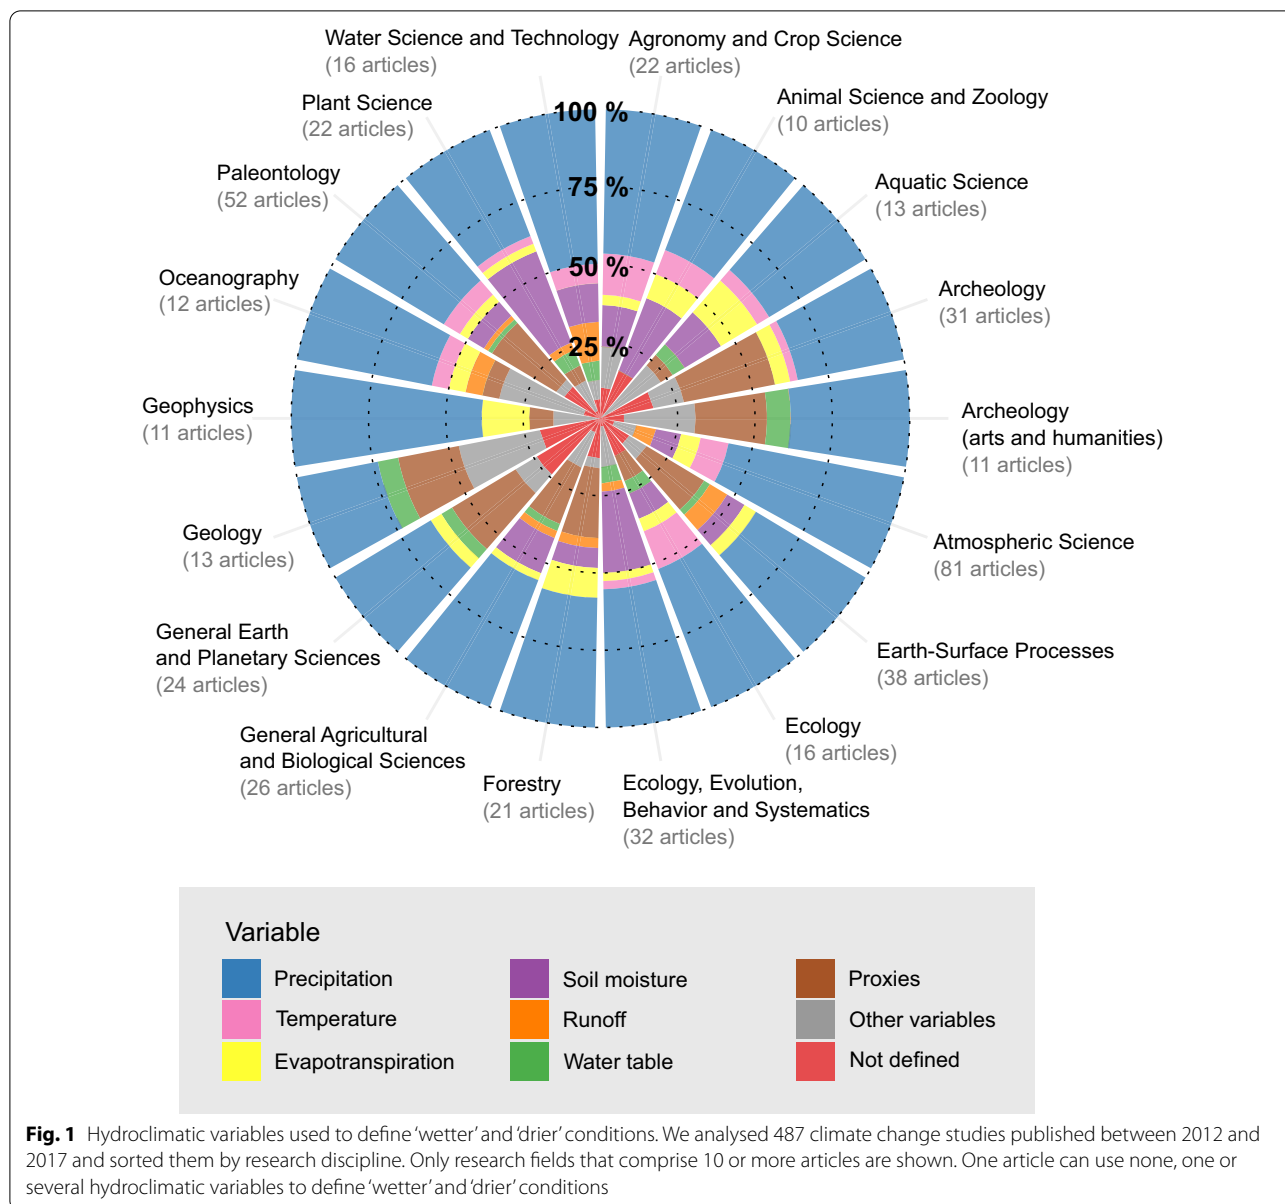 Water Science and Technology
(16 articles)
Agronomy and Crop Science
(22 articles)
Plant Science
(22 articles)
Animal Science and Zoology
(10 articles)
Paleontology
(52 articles)
Aquatic Science
(13 articles)
Oceanography
(12 articles)
Archeology
(31 articles)
Geophysics
(11 articles)
Archeology
(arts and humanities)
(11 articles)
Geology
(13 articles)
Atmospheric Science
(81 articles)
General Earth
and Planetary Sciences
(24 articles)
Earth-Surface Processes
(38 articles)
General Agricultural
and Biological Sciences
(26 articles)
Ecology
(16 articles)
Forestry
(21 articles)
Ecology, Evolution,
Behavior and Systematics
(32 articles)
100 %
75 %
50 %
25 %
Variable
Precipitation
Temperature
Evapotranspiration
Soil moisture
Runoff
Water table
Proxies
Other variables
Not defined
Fig. 1 Hydroclimatic variables used to define ‘wetter’ and ‘drier’ conditions. We analysed 487 climate change studies published between 2012 and
2017 and sorted them by research discipline. Only research fields that comprise 10 or more articles are shown. One article can use none, one or
several hydroclimatic variables to define ‘wetter’ and ‘drier’ conditions